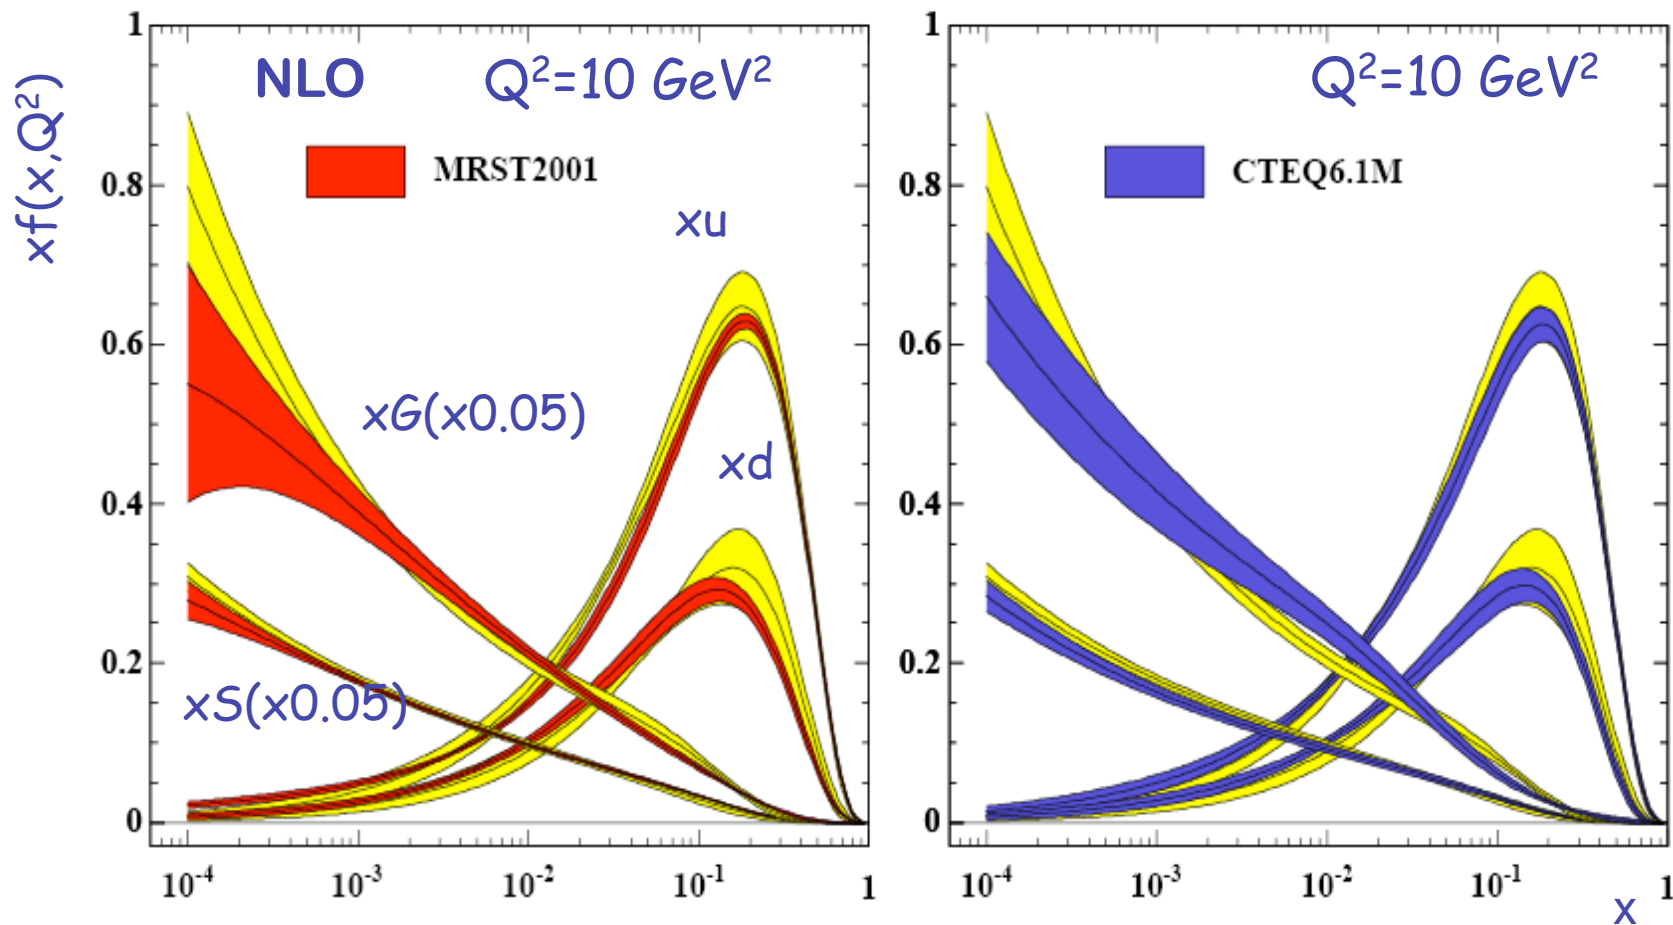 xf(x,Q²)
1
0.8
0.6
0.4
0.2
0
NLO
Q²=10 GeV²
MRST2001
xu
xG(x0.05)
xd
xS(x0.05)
10⁻⁴ 10⁻³ 10⁻² 10⁻¹ 1
1
0.8
0.6
0.4
0.2
0
Q²=10 GeV²
CTEQ6.1M
10⁻⁴ 10⁻³ 10⁻² 10⁻¹ 1
x